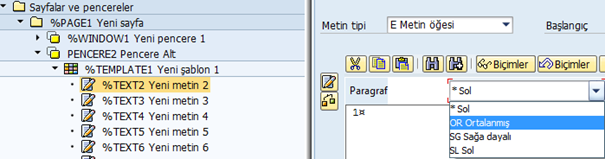 Sayfalar ve pencereler
%PAGE1 Yeni sayfa
%WINDOW1 Yeni pencere 1
PENCERE2 Pencere Alt
%TEMPLATE1 Yeni şablon 1
%TEXT2 Yeni metin 2
%TEXT3 Yeni metin 3
%TEXT4 Yeni metin 4
%TEXT5 Yeni metin 5
%TEXT6 Yeni metin 6
Metin tipi E Metin öğesi Başlangıç
Biçimler Biçimler
Paragraf * Sol
* Sol
1¤
OR Ortalanmış
SG Sağa dayalı
SL Sol